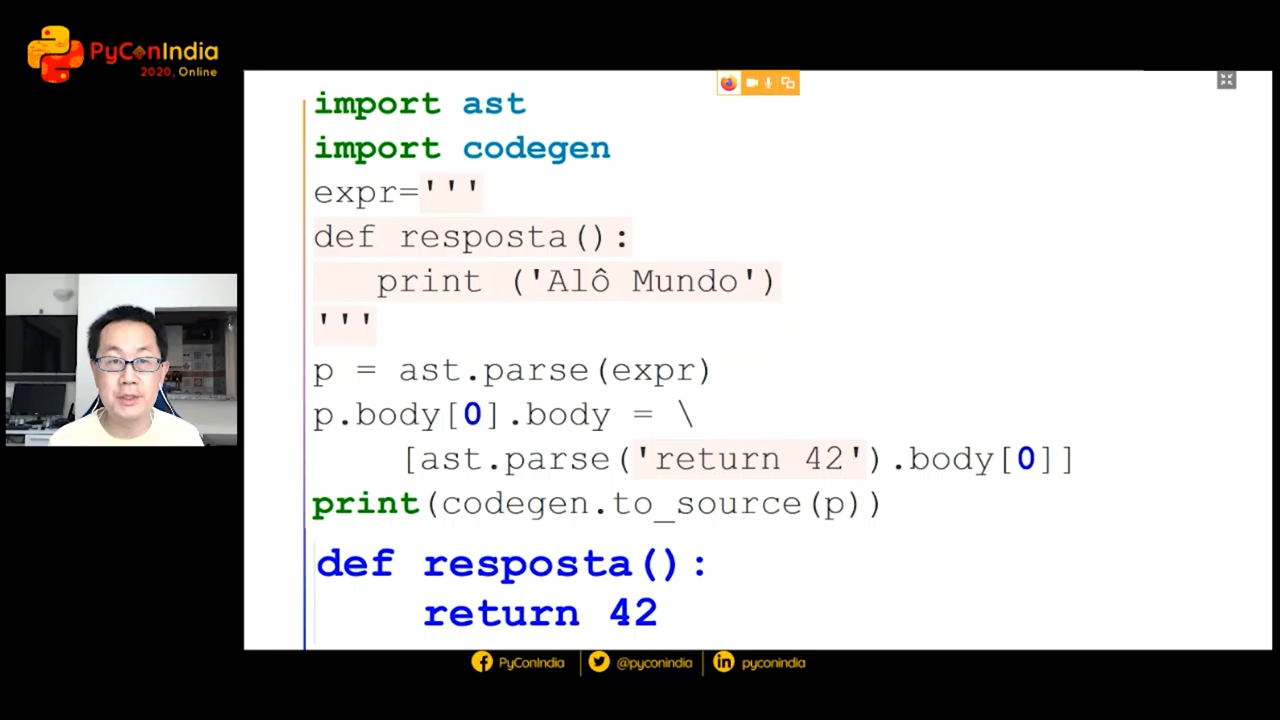 PyConIndia
2020, Online
import ast
import codegen
expr='''
def resposta():
   print ('Alô Mundo')
'''
p = ast.parse(expr)
p.body[0].body = \
    [ast.parse('return 42').body[0]]
print(codegen.to_source(p))
def resposta():
    return 42
PyConIndia
@pyconindia
pyconindia